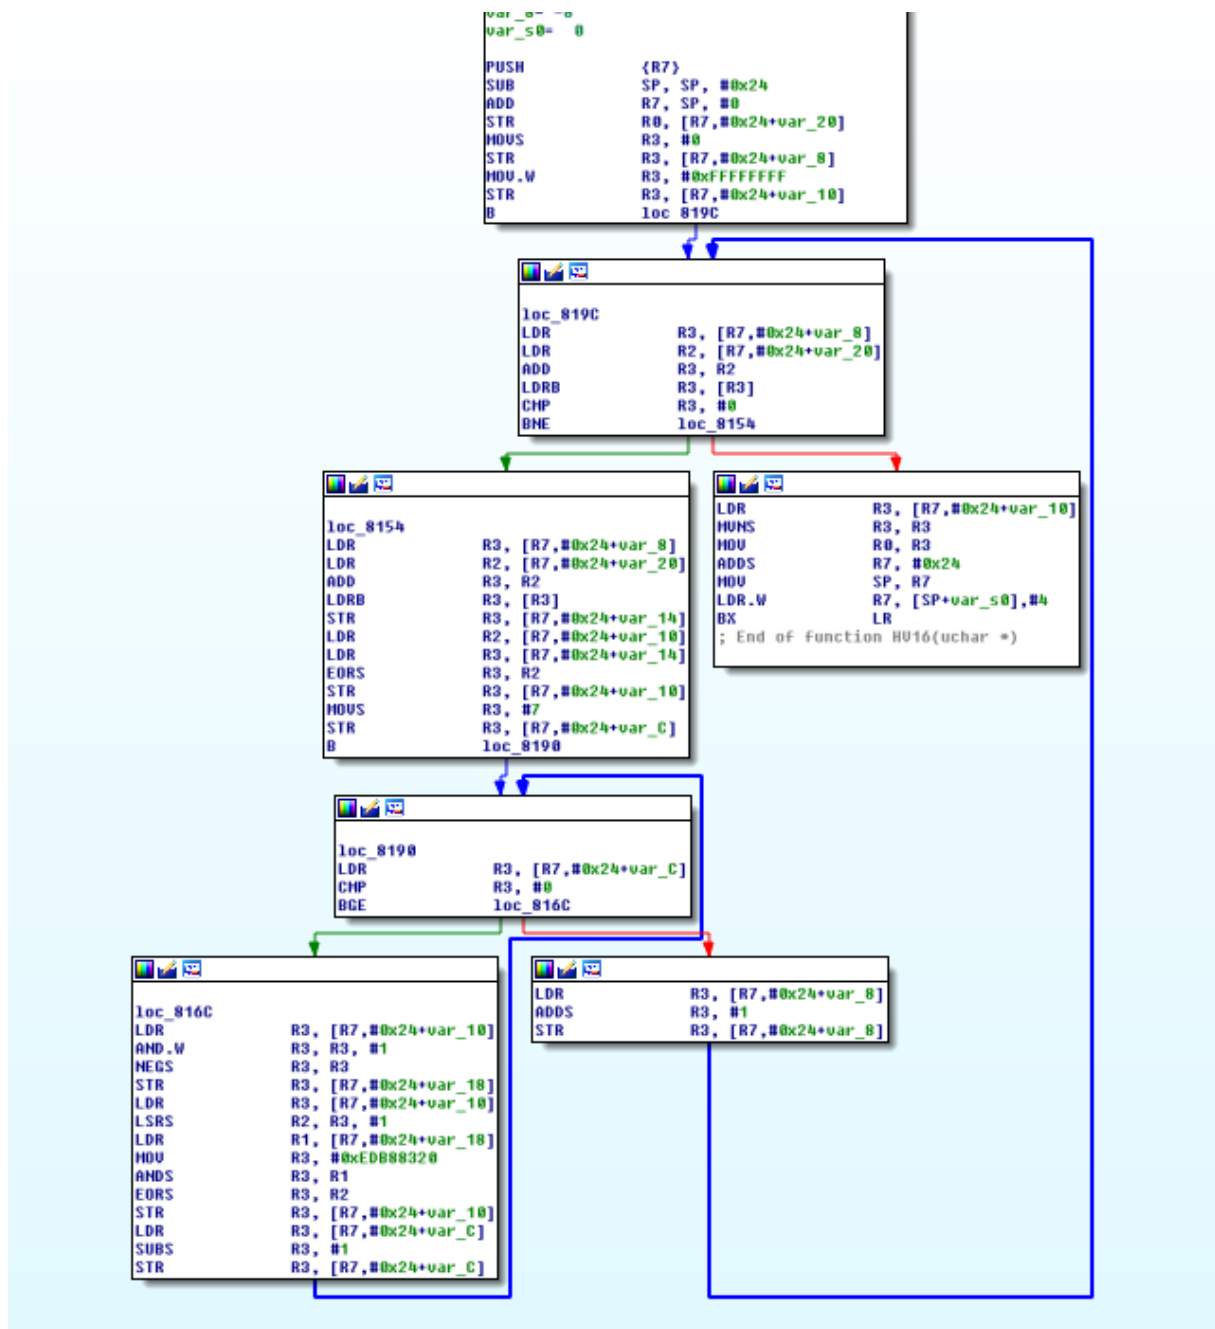 var_8= -8
var_s0= 0
PUSH {R7}
SUB SP, SP, #0x24
ADD R7, SP, #0
STR R0, [R7,#0x24+var_20]
MOVS R3, #0
STR R3, [R7,#0x24+var_8]
MOV.W R3, #0xFFFFFFFF
STR R3, [R7,#0x24+var_10]
B loc_819C
loc_819C
LDR R3, [R7,#0x24+var_8]
LDR R2, [R7,#0x24+var_20]
ADD R3, R2
LDRB R3, [R3]
CMP R3, #0
BNE loc_8154
loc_8154
LDR R3, [R7,#0x24+var_8]
LDR R2, [R7,#0x24+var_20]
ADD R3, R2
LDRB R3, [R3]
STR R3, [R7,#0x24+var_14]
LDR R2, [R7,#0x24+var_10]
LDR R3, [R7,#0x24+var_14]
EORS R3, R2
STR R3, [R7,#0x24+var_10]
MOVS R3, #7
STR R3, [R7,#0x24+var_C]
B loc_8190
LDR R3, [R7,#0x24+var_10]
MVNS R3, R3
MOV R0, R3
ADDS R7, #0x24
MOV SP, R7
LDR.W R7, [SP+var_s0],#4
BX LR
; End of function HV16(uchar *)
loc_8190
LDR R3, [R7,#0x24+var_C]
CMP R3, #0
BGE loc_816C
loc_816C
LDR R3, [R7,#0x24+var_10]
AND.W R3, R3, #1
NEGS R3, R3
STR R3, [R7,#0x24+var_18]
LDR R3, [R7,#0x24+var_10]
LSRS R2, R3, #1
LDR R1, [R7,#0x24+var_18]
MOV R3, #0xEDB88320
ANDS R3, R1
EORS R3, R2
STR R3, [R7,#0x24+var_10]
LDR R3, [R7,#0x24+var_C]
SUBS R3, #1
STR R3, [R7,#0x24+var_C]
LDR R3, [R7,#0x24+var_8]
ADDS R3, #1
STR R3, [R7,#0x24+var_8]